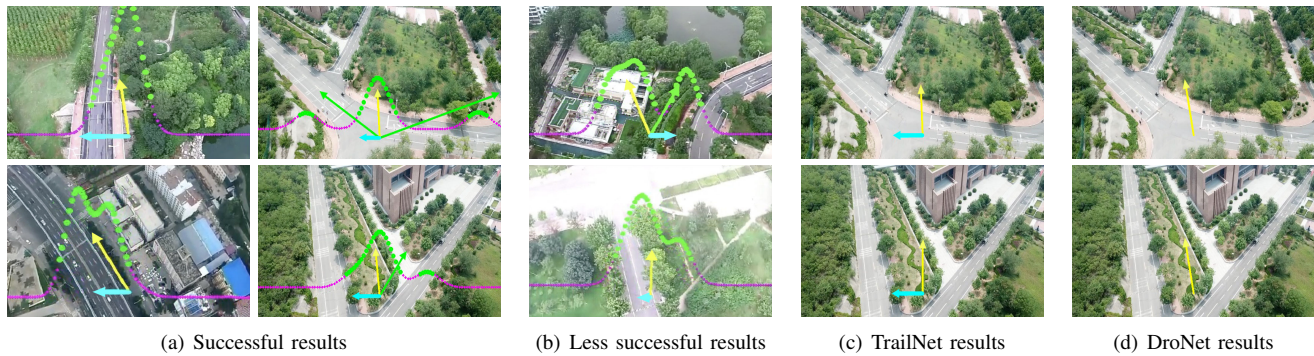 (a) Successful results
(b) Less successful results
(c) TrailNet results
(d) DroNet results